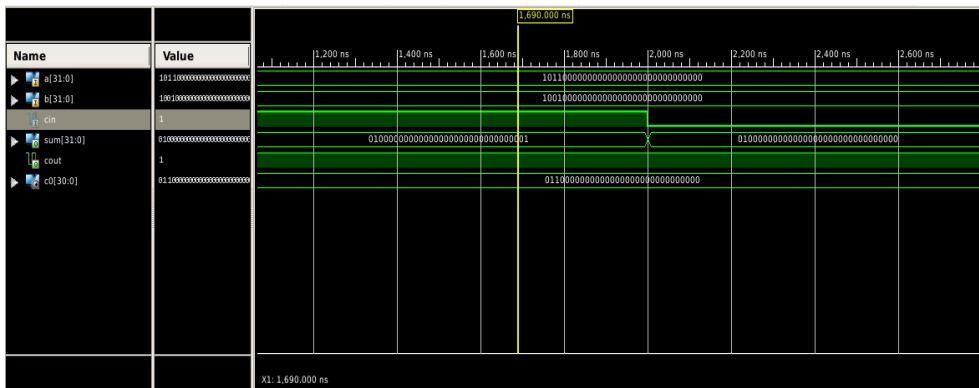 1,690.000 ns
Name Value
1,200 ns 1,400 ns 1,600 ns 1,800 ns 2,000 ns 2,200 ns 2,400 ns 2,600 ns
a[31:0] 10110000000000000000000000000000
b[31:0] 10010000000000000000000000000000
cin 1
sum[31:0] 01000000000000000000000000000001 01000000000000000000000000000000
cout 1
c0[30:0] 0110000000000000000000000000000
X1: 1,690.000 ns